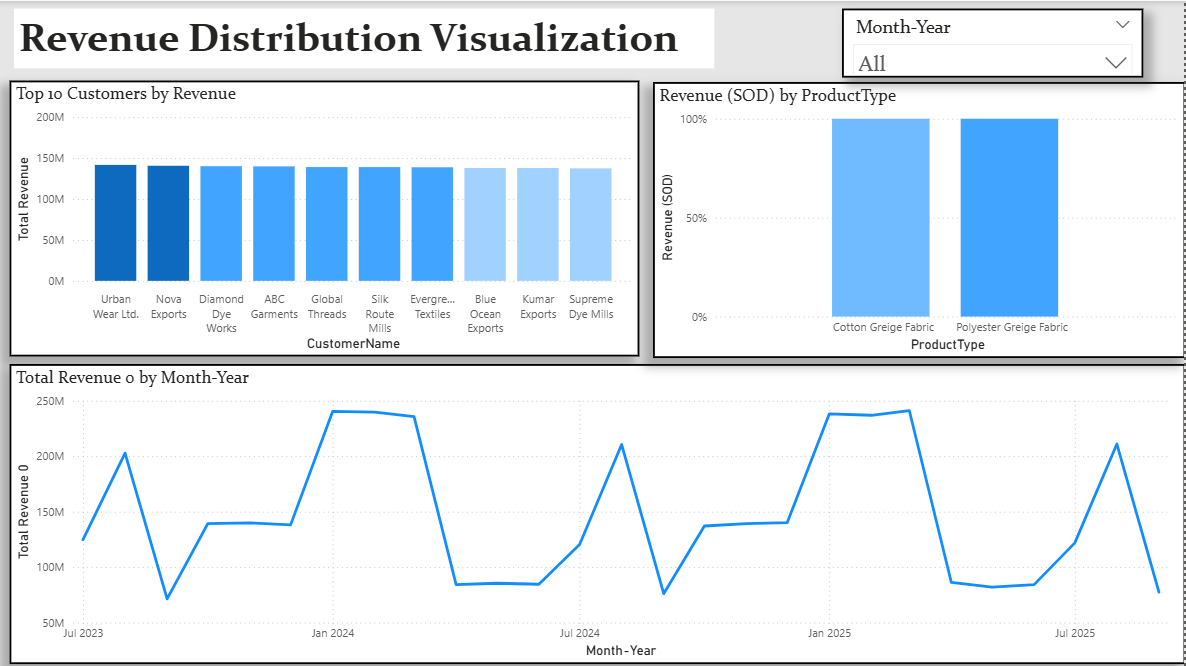 Revenue Distribution Visualization
Month-Year
All
Top 10 Customers by Revenue
200M
150M
100M
50M
0M
Total Revenue
Urban Wear Ltd.
Nova Exports
Diamond Dye Works
ABC Garments
Global Threads
Silk Route Mills
Evergre... Textiles
Blue Ocean Exports
Kumar Exports
Supreme Dye Mills
CustomerName
Revenue (SOD) by ProductType
100%
50%
0%
Revenue (SOD)
Cotton Greige Fabric
Polyester Greige Fabric
ProductType
Total Revenue 0 by Month-Year
250M
200M
150M
100M
50M
Total Revenue 0
Jul 2023
Jan 2024
Jul 2024
Jan 2025
Jul 2025
Month-Year